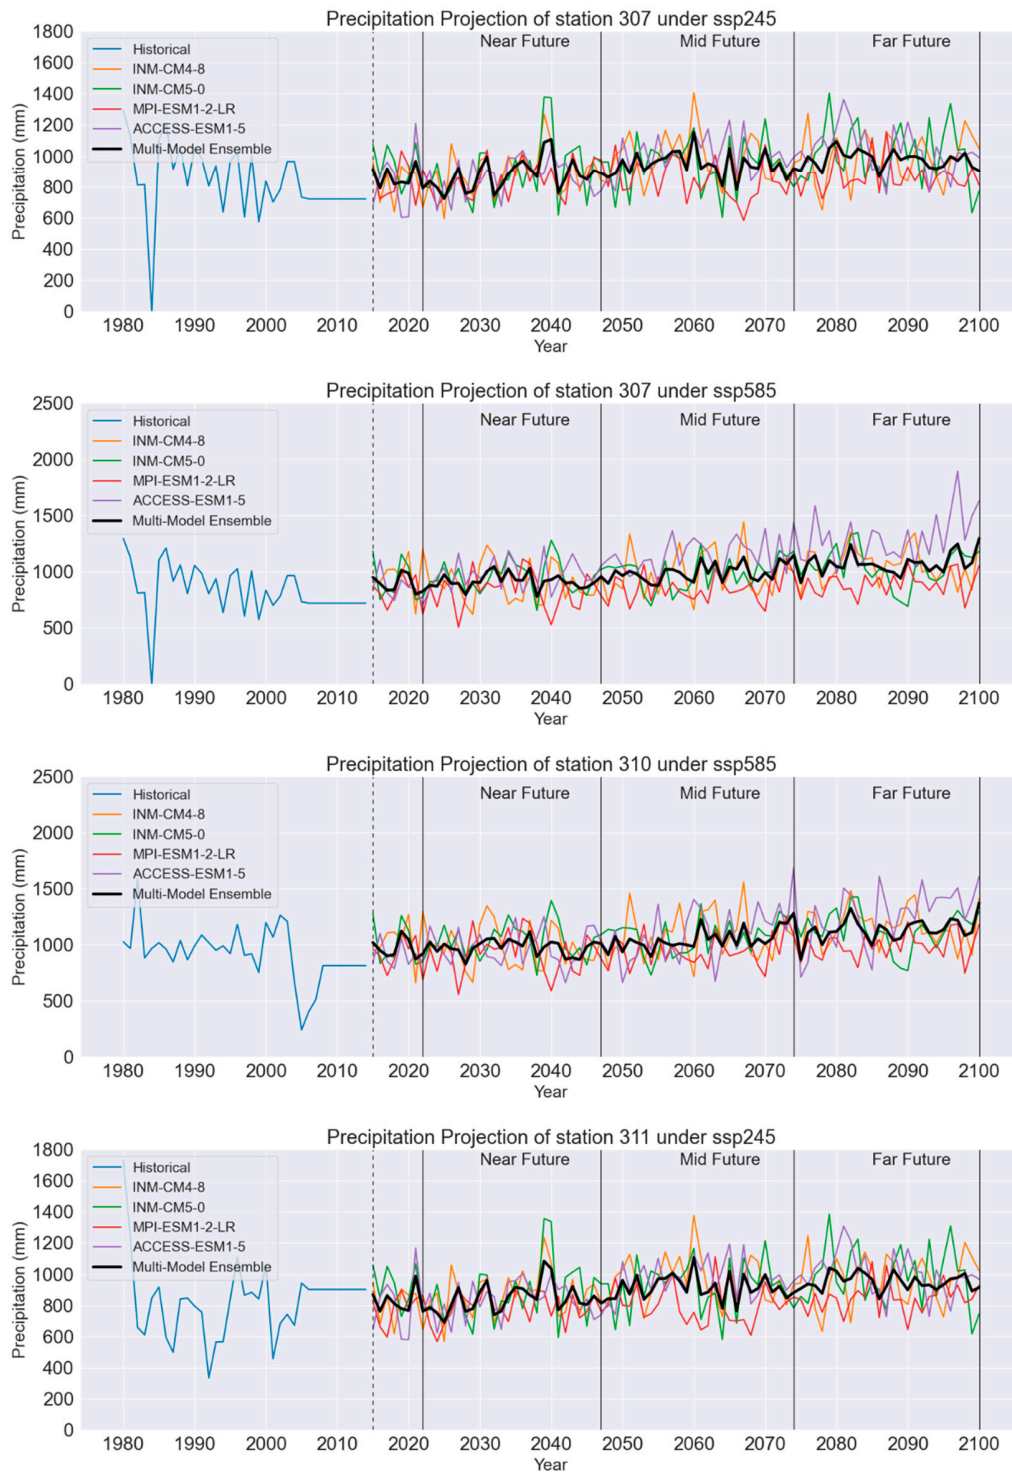 Precipitation Projection of station 307 under ssp245
1800
1600
1400
1200
1000
800
600
400
200
0
Precipitation (mm)
Historical
INM-CM4-8
INM-CM5-0
MPI-ESM1-2-LR
ACCESS-ESM1-5
Multi-Model Ensemble
Near Future
Mid Future
Far Future
1980 1990 2000 2010 2020 2030 2040 2050 2060 2070 2080 2090 2100
Year
Precipitation Projection of station 307 under ssp585
2500
2000
1500
1000
500
0
Precipitation (mm)
Historical
INM-CM4-8
INM-CM5-0
MPI-ESM1-2-LR
ACCESS-ESM1-5
Multi-Model Ensemble
Near Future
Mid Future
Far Future
1980 1990 2000 2010 2020 2030 2040 2050 2060 2070 2080 2090 2100
Year
Precipitation Projection of station 310 under ssp585
2500
2000
1500
1000
500
0
Precipitation (mm)
Historical
INM-CM4-8
INM-CM5-0
MPI-ESM1-2-LR
ACCESS-ESM1-5
Multi-Model Ensemble
Near Future
Mid Future
Far Future
1980 1990 2000 2010 2020 2030 2040 2050 2060 2070 2080 2090 2100
Year
Precipitation Projection of station 311 under ssp245
1800
1600
1400
1200
1000
800
600
400
200
0
Precipitation (mm)
Historical
INM-CM4-8
INM-CM5-0
MPI-ESM1-2-LR
ACCESS-ESM1-5
Multi-Model Ensemble
Near Future
Mid Future
Far Future
1980 1990 2000 2010 2020 2030 2040 2050 2060 2070 2080 2090 2100
Year